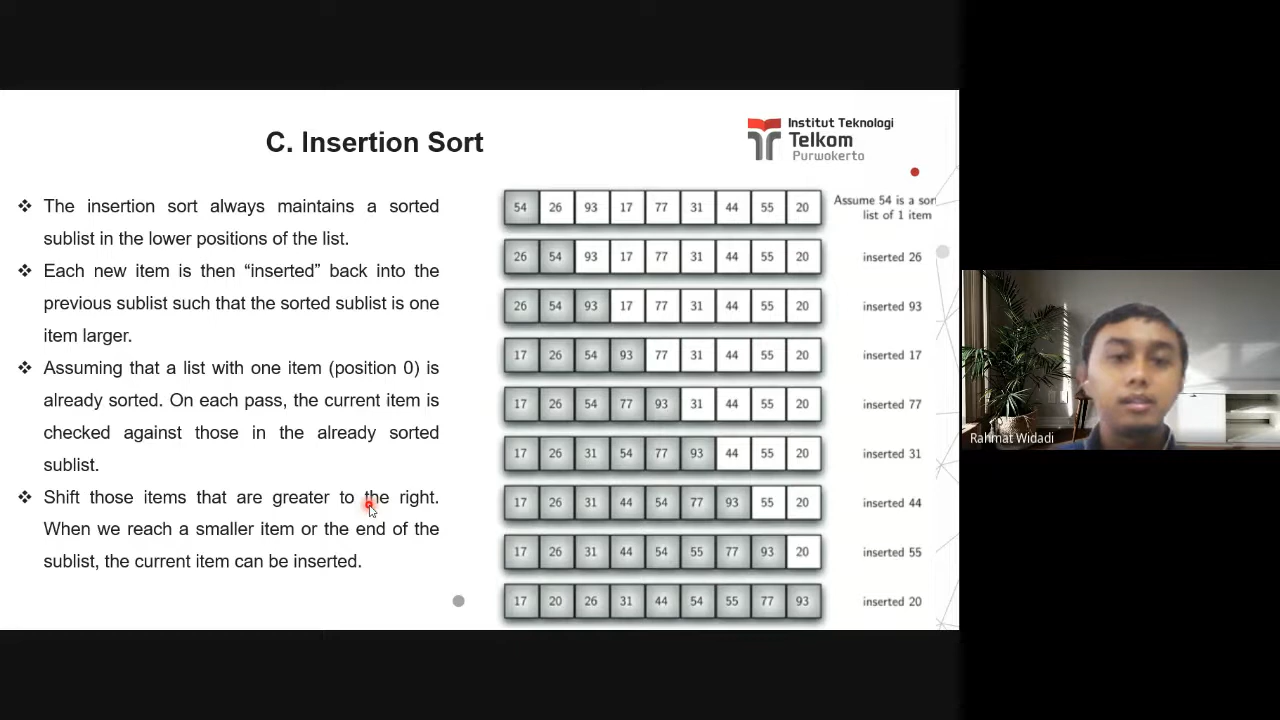 C. Insertion Sort
Institut Teknologi
Telkom
Purwokerto
❖ The insertion sort always maintains a sorted
sublist in the lower positions of the list.
❖ Each new item is then “inserted” back into the
previous sublist such that the sorted sublist is one
item larger.
❖ Assuming that a list with one item (position 0) is
already sorted. On each pass, the current item is
checked against those in the already sorted
sublist.
❖ Shift those items that are greater to the right.
When we reach a smaller item or the end of the
sublist, the current item can be inserted.
54 26 93 17 77 31 44 55 20 Assume 54 is a sor
list of 1 item
26 54 93 17 77 31 44 55 20 inserted 26
26 54 93 17 77 31 44 55 20 inserted 93
17 26 54 93 77 31 44 55 20 inserted 17
17 26 54 77 93 31 44 55 20 inserted 77
17 26 31 54 77 93 44 55 20 inserted 31
17 26 31 44 54 77 93 55 20 inserted 44
17 26 31 44 54 55 77 93 20 inserted 55
17 20 26 31 44 54 55 77 93 inserted 20
Rahmat Widadi